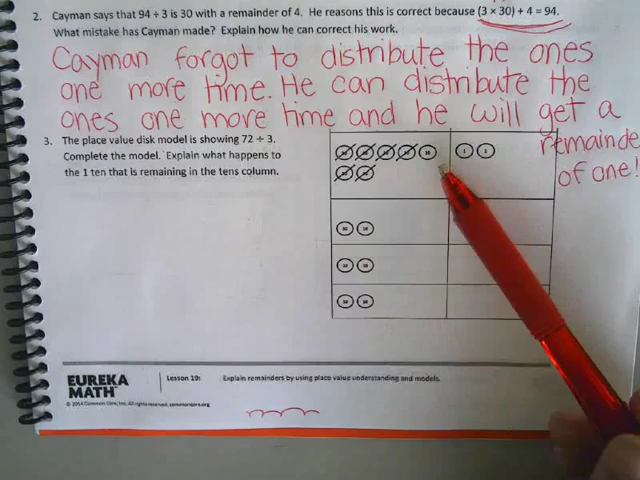 2. Cayman says that 94 ÷ 3 is 30 with a remainder of 4. He reasons this is correct because (3 × 30) + 4 = 94.
What mistake has Cayman made? Explain how he can correct his work.
Cayman forgot to distribute the ones
one more time. He can distribute the
ones one more time and he will get a
remainde
of one!
3. The place value disk model is showing 72 ÷ 3.
Complete the model. Explain what happens to
the 1 ten that is remaining in the tens column.
10 1 1
10 10
10 10
10 10
EUREKA
MATH
Lesson 19: Explain remainders by using place value understanding and models.
© 2014 Common Core, Inc. All rights reserved. commoncore.org